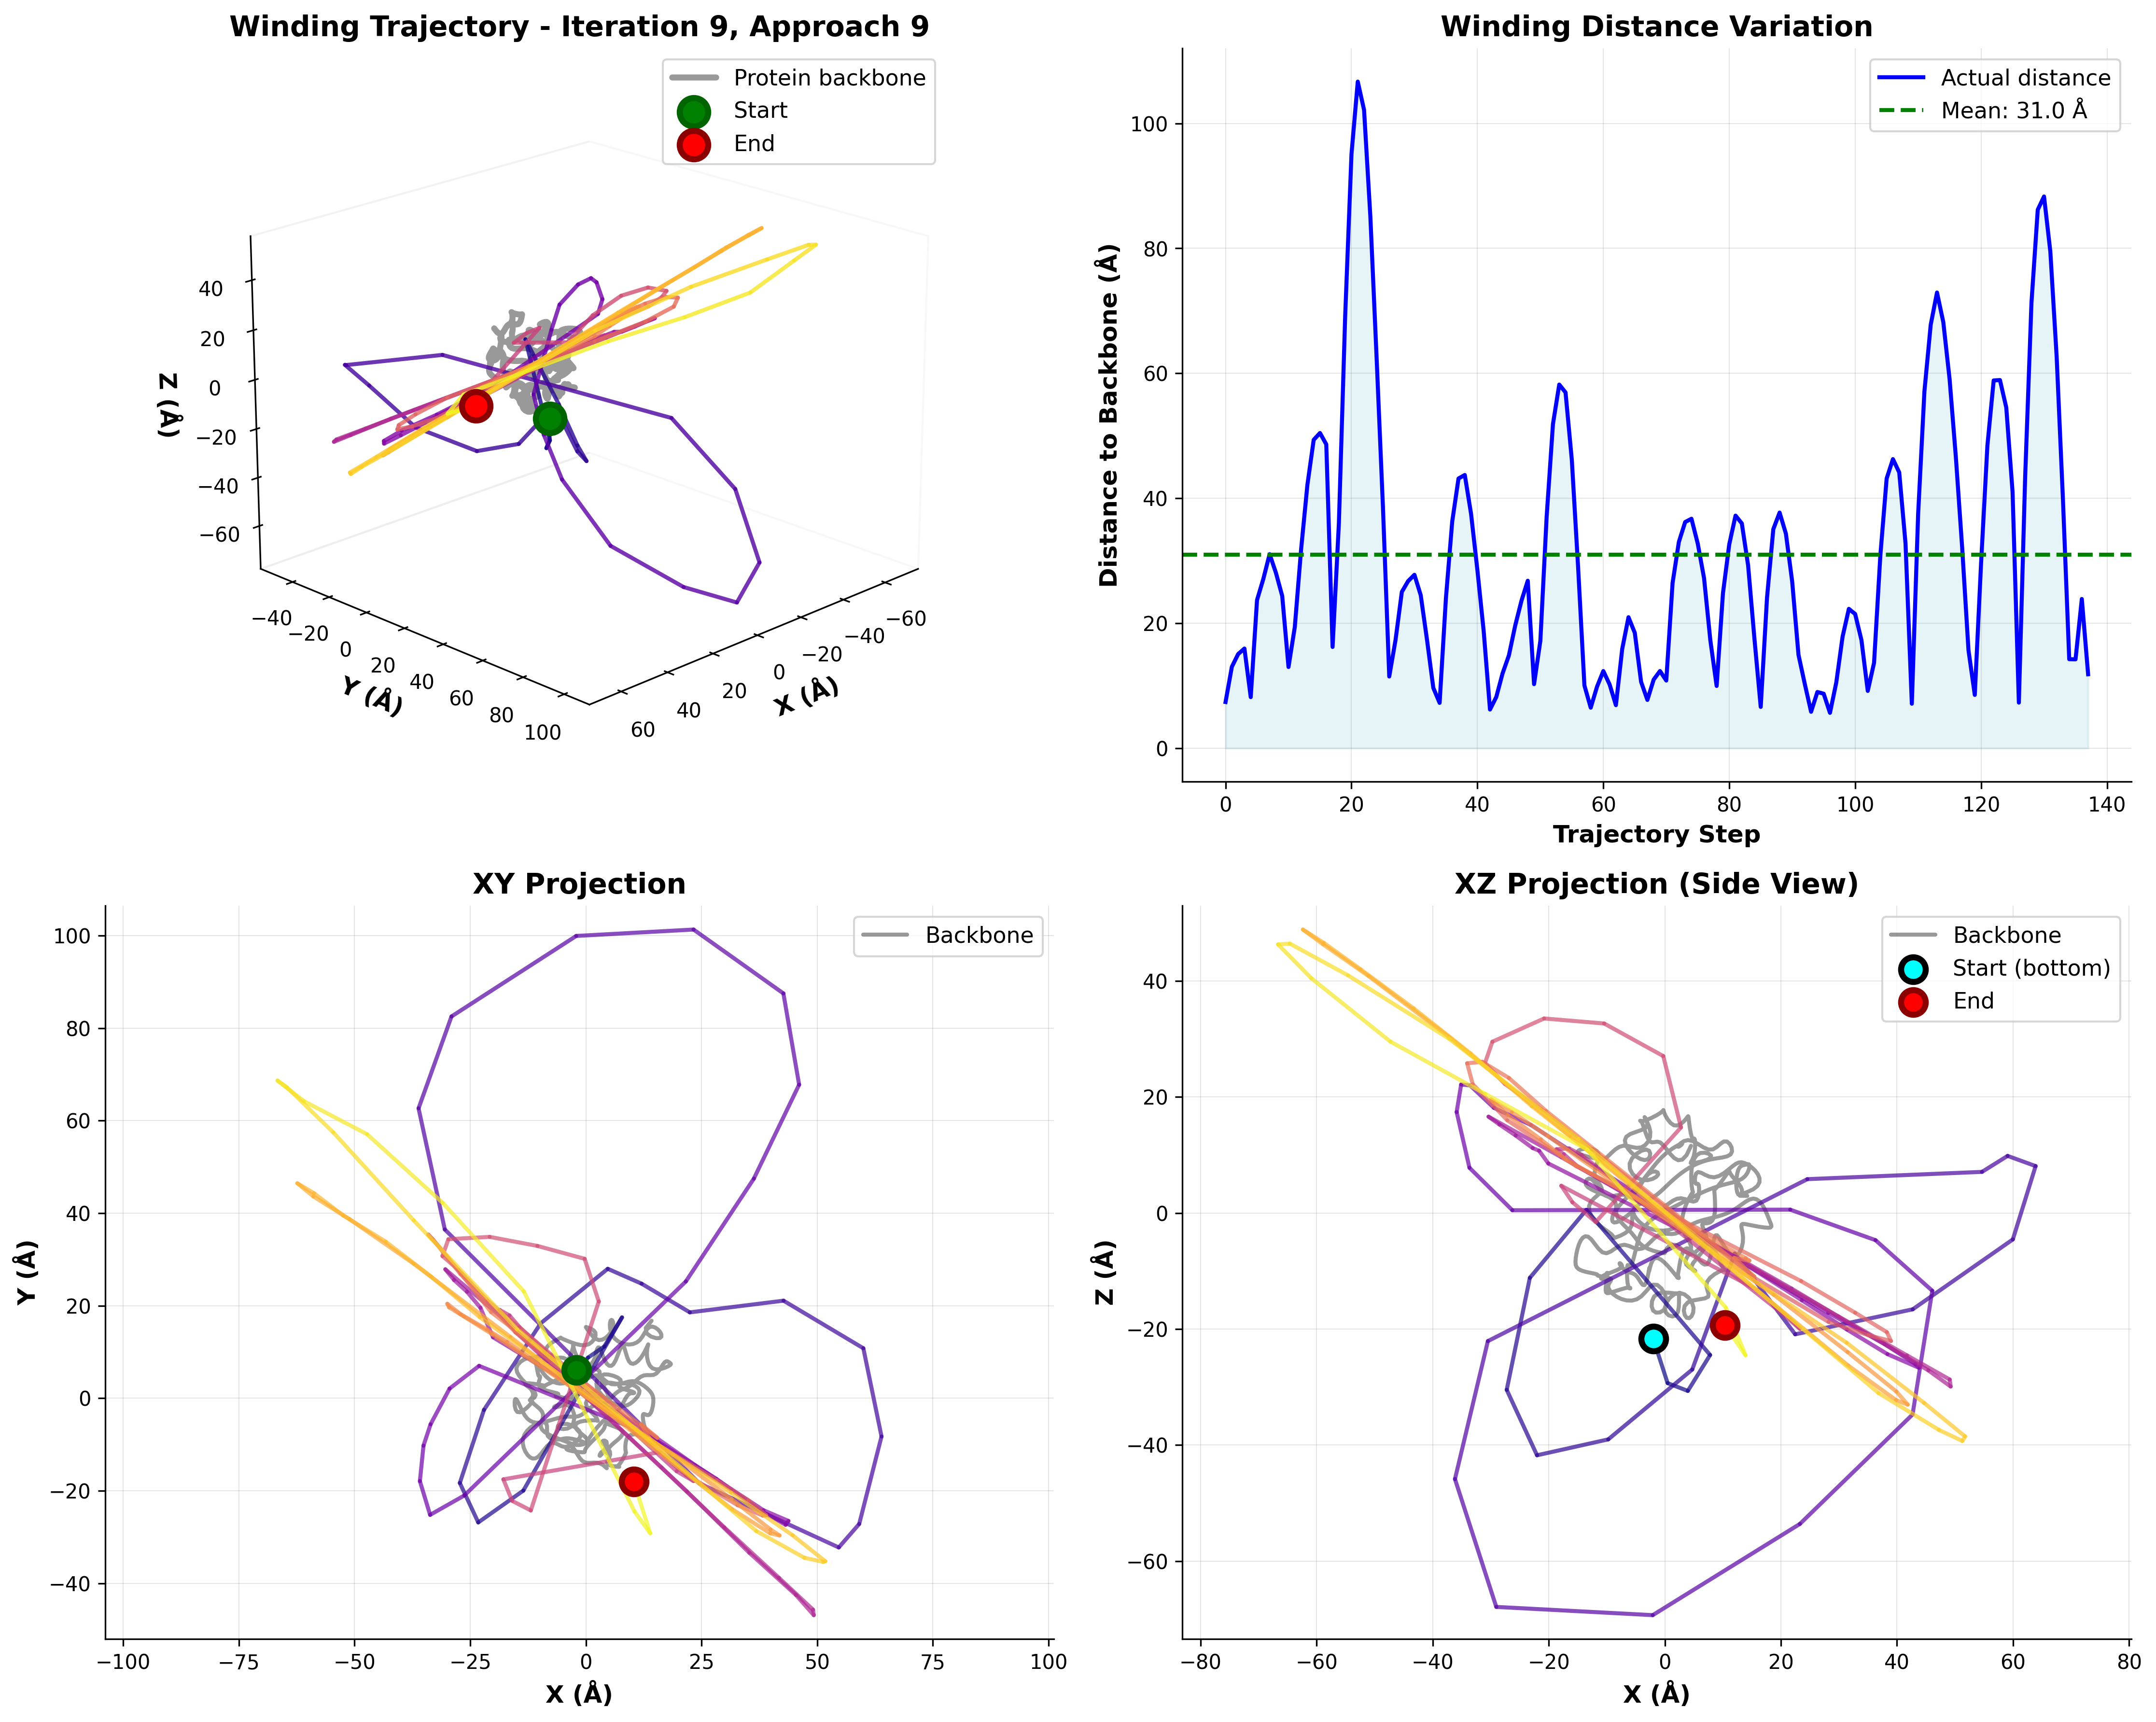 Winding Trajectory - Iteration 9, Approach 9
Protein backbone
Start
End
40
20
0
−20
−40
−60
Z (Å)
−40
−20
0
20
40
60
80
100
Y (Å)
60
40
20
0
−20
−40
−60
X (Å)
Winding Distance Variation
Actual distance
Mean: 31.0 Å
100
80
60
40
20
0
Distance to Backbone (Å)
0 20 40 60 80 100 120 140
Trajectory Step
XY Projection
Backbone
100
80
60
40
20
0
−20
−40
Y (Å)
−100 −75 −50 −25 0 25 50 75 100
X (Å)
XZ Projection (Side View)
Backbone
Start (bottom)
End
40
20
0
−20
−40
−60
Z (Å)
−80 −60 −40 −20 0 20 40 60 80
X (Å)